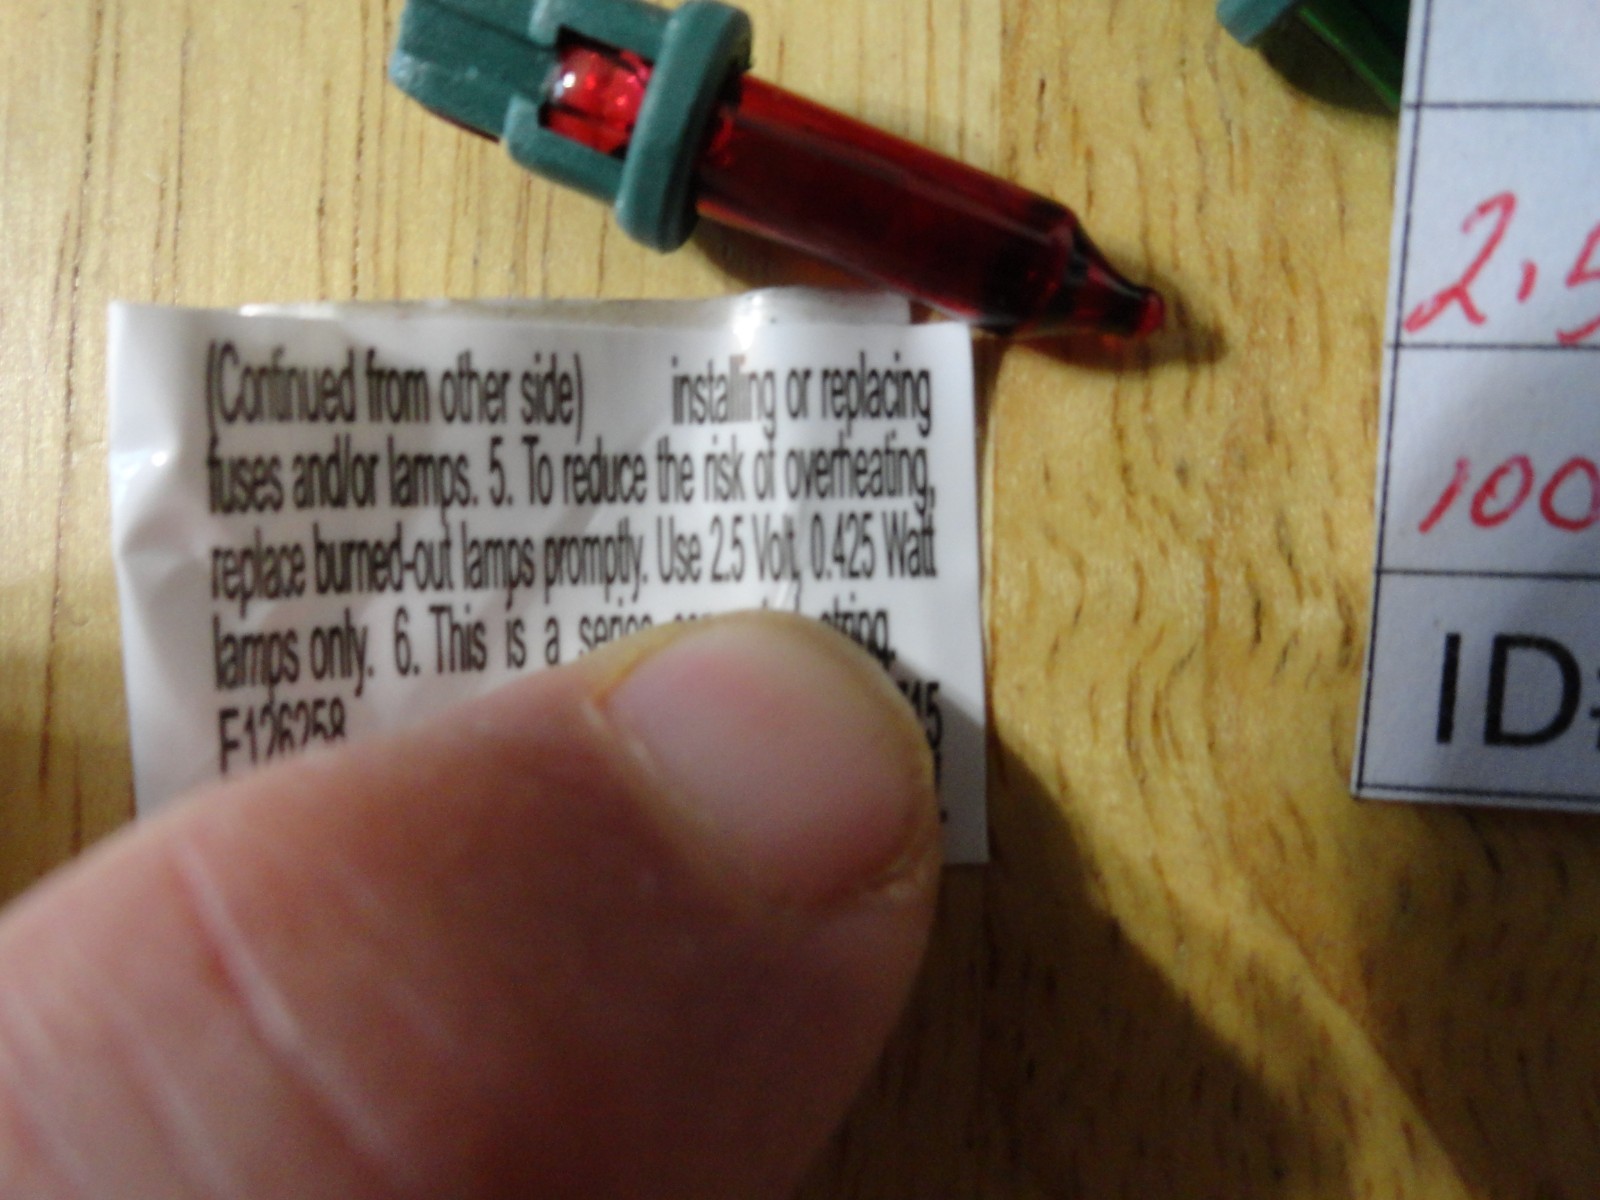 (Continued from other side) installing or replacing
fuses and/or lamps. 5. To reduce the risk of overheating,
replace burned-out lamps promptly. Use 2.5 Volt, 0.425 Watt
lamps only. 6. This is a string.
E126258 15
2.5
100
ID